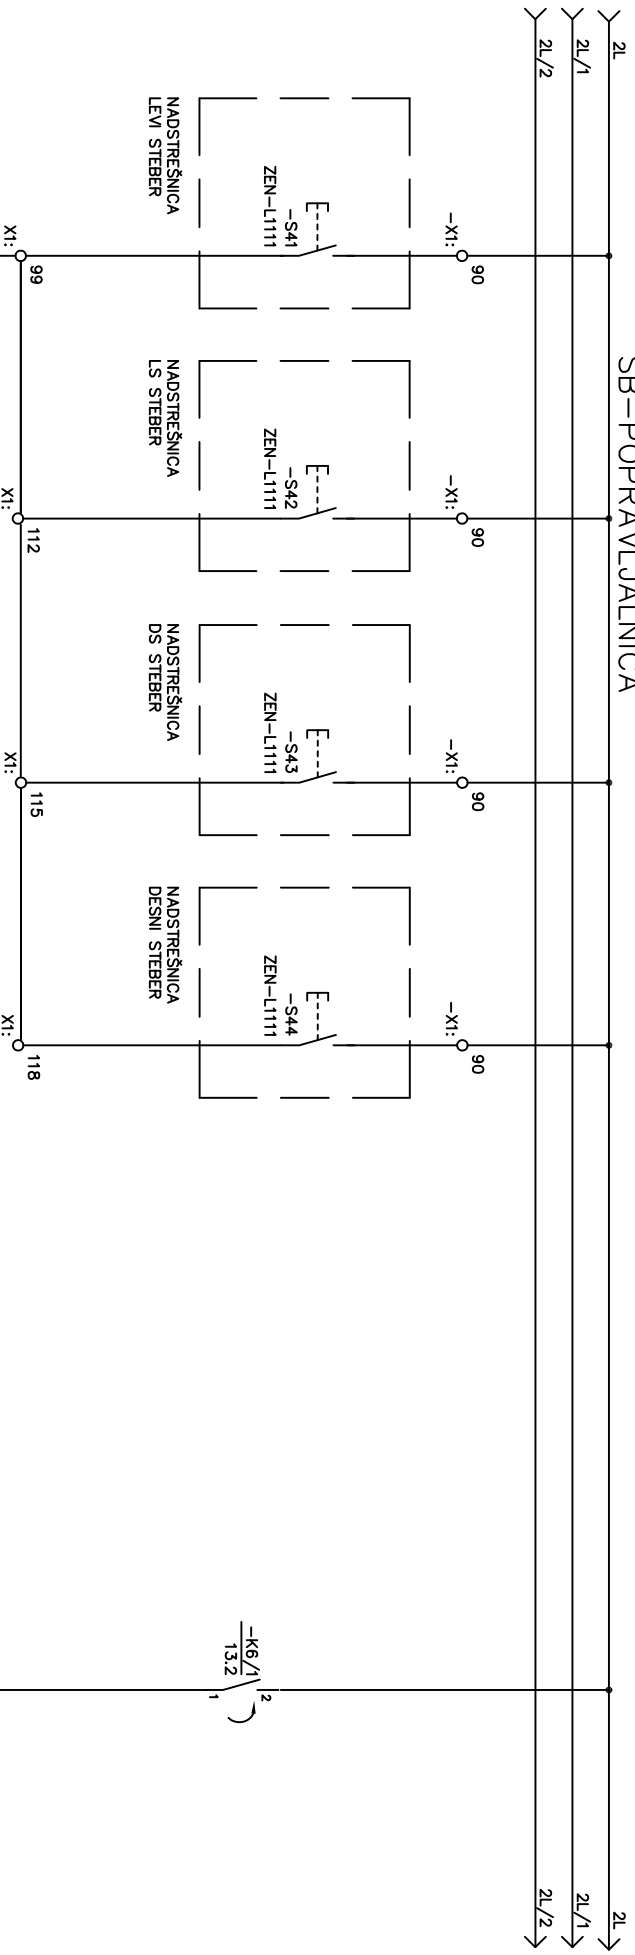 SB-POPRAVLJALNICA
2L
2L
2L/1
2L/1
2L/2
2L/2
-X1:
90
-X1:
90
-X1:
90
-X1:
90
-S41
ZEN-L1111
-S42
ZEN-L1111
-S43
ZEN-L1111
-S44
ZEN-L1111
-K6/1
13.2
2
1
NADSTREŠNICA
LEVI STEBER
NADSTREŠNICA
LS STEBER
NADSTREŠNICA
DS STEBER
NADSTREŠNICA
DESNI STEBER
X1:
99
X1:
112
X1:
115
X1:
118